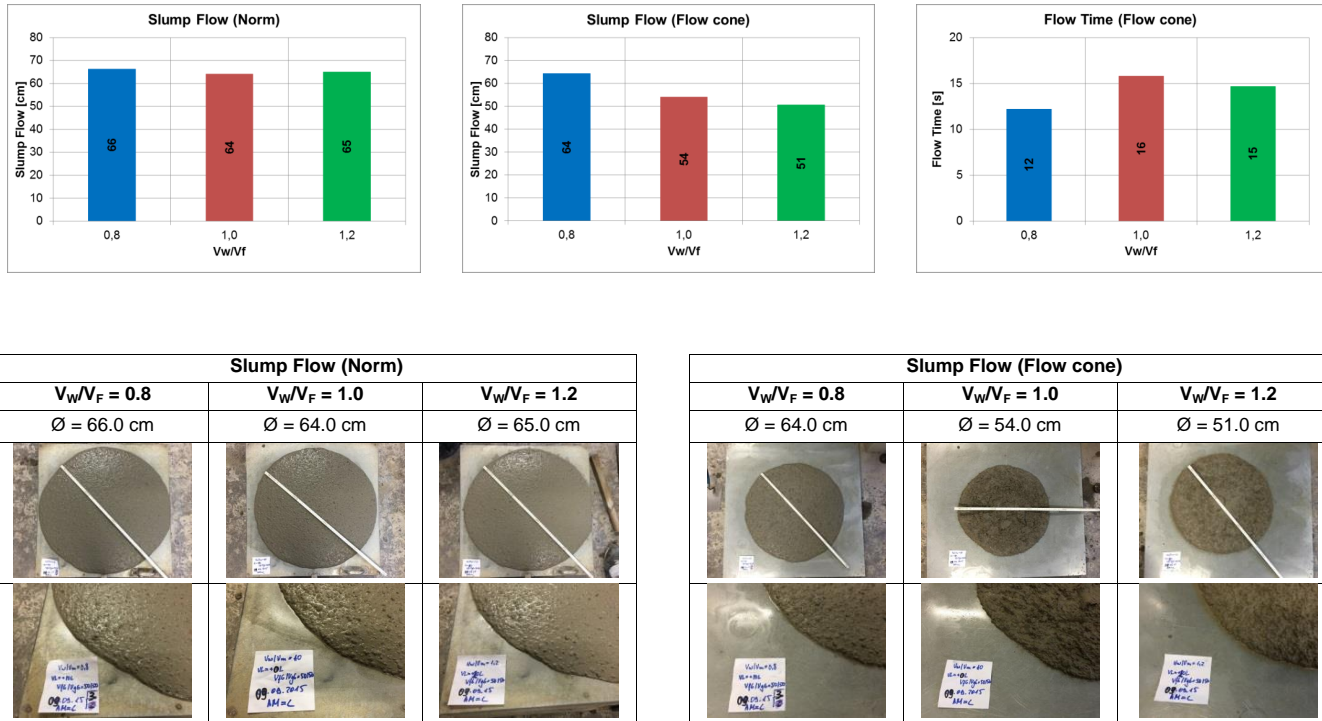 Slump Flow (Norm)
80
70
60
50
40
30
20
10
0
Slump Flow [cm]
66
64
65
0,8
1,0
1,2
Vw/Vf
Slump Flow (Flow cone)
80
70
60
50
40
30
20
10
0
Slump Flow [cm]
64
54
51
0,8
1,0
1,2
Vw/Vf
Flow Time (Flow cone)
20
15
10
5
0
Flow Time [s]
12
16
15
0,8
1,0
1,2
Vw/Vf
Slump Flow (Norm)
VW/VF = 0.8
VW/VF = 1.0
VW/VF = 1.2
Ø = 66.0 cm
Ø = 64.0 cm
Ø = 65.0 cm
Slump Flow (Flow cone)
VW/VF = 0.8
VW/VF = 1.0
VW/VF = 1.2
Ø = 64.0 cm
Ø = 54.0 cm
Ø = 51.0 cm